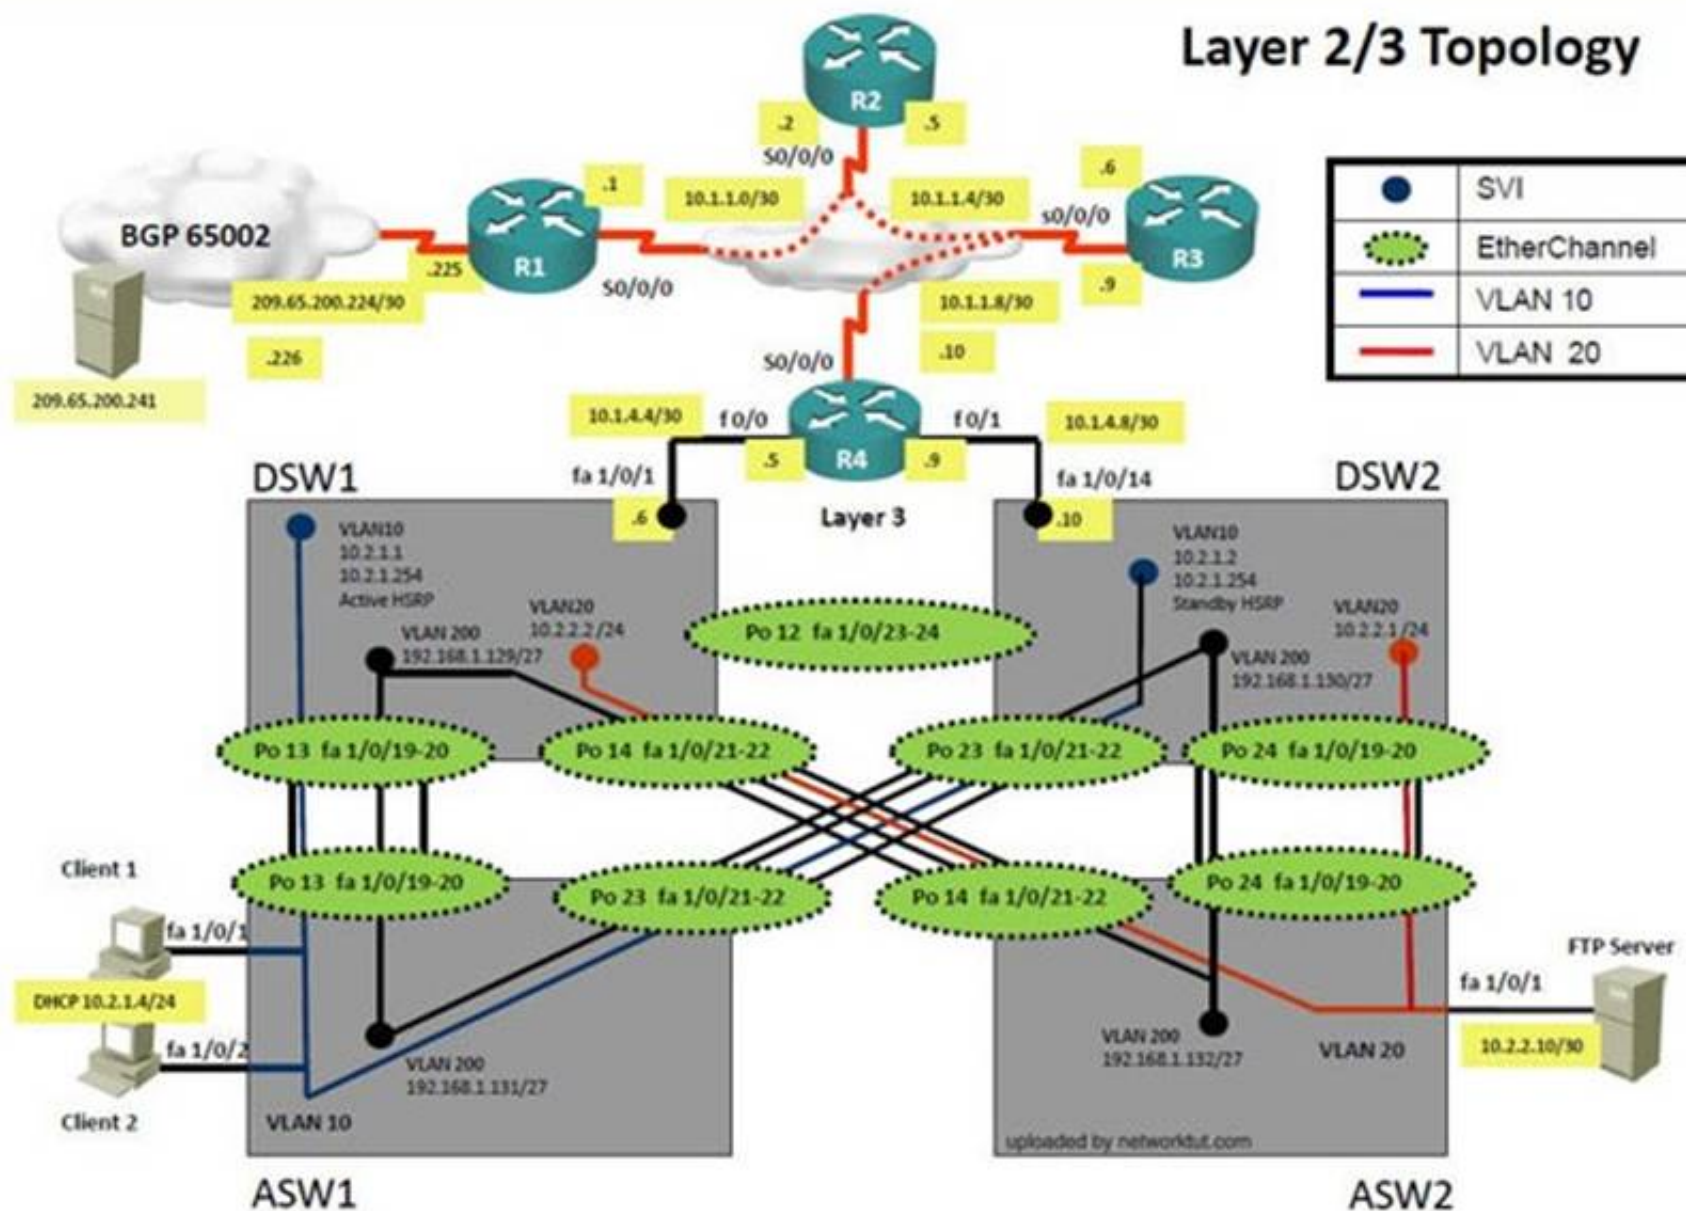 Layer 2/3 Topology
R2
.2
.5
S0/0/0
.6
.1
10.1.1.0/30
10.1.1.4/30
s0/0/0
BGP 65002
R1
R3
.225
S0/0/0
.9
209.65.200.224/30
10.1.1.8/30
.226
.10
S0/0/0
209.65.200.241
SVI
EtherChannel
VLAN 10
VLAN 20
10.1.4.4/30
f 0/0
f 0/1
10.1.4.8/30
.5
R4
.9
DSW1
fa 1/0/1
fa 1/0/14
DSW2
.6
Layer 3
.10
VLAN10
10.2.1.1
10.2.1.254
Active HSRP
VLAN 200
192.168.1.129/27
VLAN20
10.2.2.2 /24
Po 12 fa 1/0/23-24
VLAN10
10.2.1.2
10.2.1.254
Standby HSRP
VLAN20
10.2.2.1 /24
VLAN 200
192.168.1.130/27
Po 13 fa 1/0/19-20
Po 14 fa 1/0/21-22
Po 23 fa 1/0/21-22
Po 24 fa 1/0/19-20
Client 1
Po 13 fa 1/0/19-20
Po 23 fa 1/0/21-22
Po 14 fa 1/0/21-22
Po 24 fa 1/0/19-20
fa 1/0/1
DHCP 10.2.1.4/24
fa 1/0/2
Client 2
VLAN 200
192.168.1.131/27
VLAN 10
FTP Server
fa 1/0/1
10.2.2.10/30
VLAN 200
192.168.1.132/27
VLAN 20
uploaded by networktut.com
ASW1
ASW2